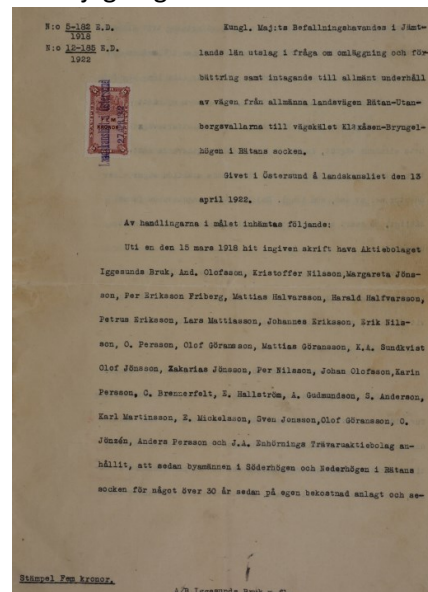 N:o 5-182 E.D.
1918
N:o 12-185 E.D.
1922
Kungl. Maj:ts Befallningshavandes i Jämt-
lands län utslag i fråga om omläggning och för-
bättring samt intagande till allmänt underhåll
av vägen från allmänna landsvägen Rätan-Utan-
bergsvallarna till vägskälet Klaxåsen-Bryngel-
högen i Rätans socken.
Givet i Östersund å landskansliet den 13
april 1922.
Av handlingarna i målet inhämtas följande:
Uti en den 15 mars 1918 hit ingiven skrift hava Aktiebolaget
Iggesunds Bruk, And. Olofsson, Kristoffer Nilsson, Margareta Jöns-
son, Per Eriksson Friberg, Mattias Halvarsson, Harald Halfvarsson,
Petrus Eriksson, Lars Mattiasson, Johannes Eriksson, Erik Nils-
son, O. Persson, Olof Göransson, Mattias Göransson, K.A. Sundkvist
Olof Jönsson, Zakarias Jönsson, Per Nilsson, Johan Olofsson, Karin
Persson, C. Brennerfelt, E. Hallström, A. Gudmundson, S. Anderson,
Karl Martinsson, Z. Mickelsson, Sven Jonsson, Olof Göransson, O.
Jönzén, Anders Persson och J.A. Enhörnings Trävaruaktiebolag an-
hållit, att sedan byamännen i Söderhögen och Nederhögen i Rätans
socken för något över 30 år sedan på egen bekostnad anlagt och se-
Stämpel Fem kronor.
A/B Iggesunds Bruk